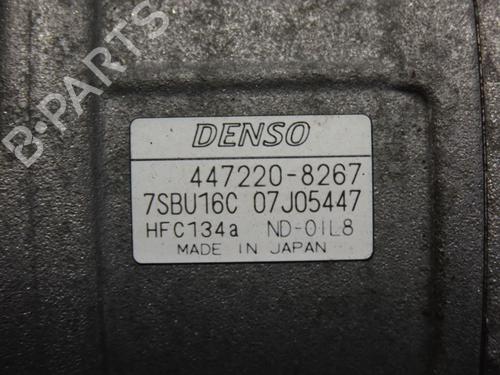 B-PARTS
DENSO
447220-8267
7SBU16C 07J05447
HFC134a ND-OIL8
MADE IN JAPAN